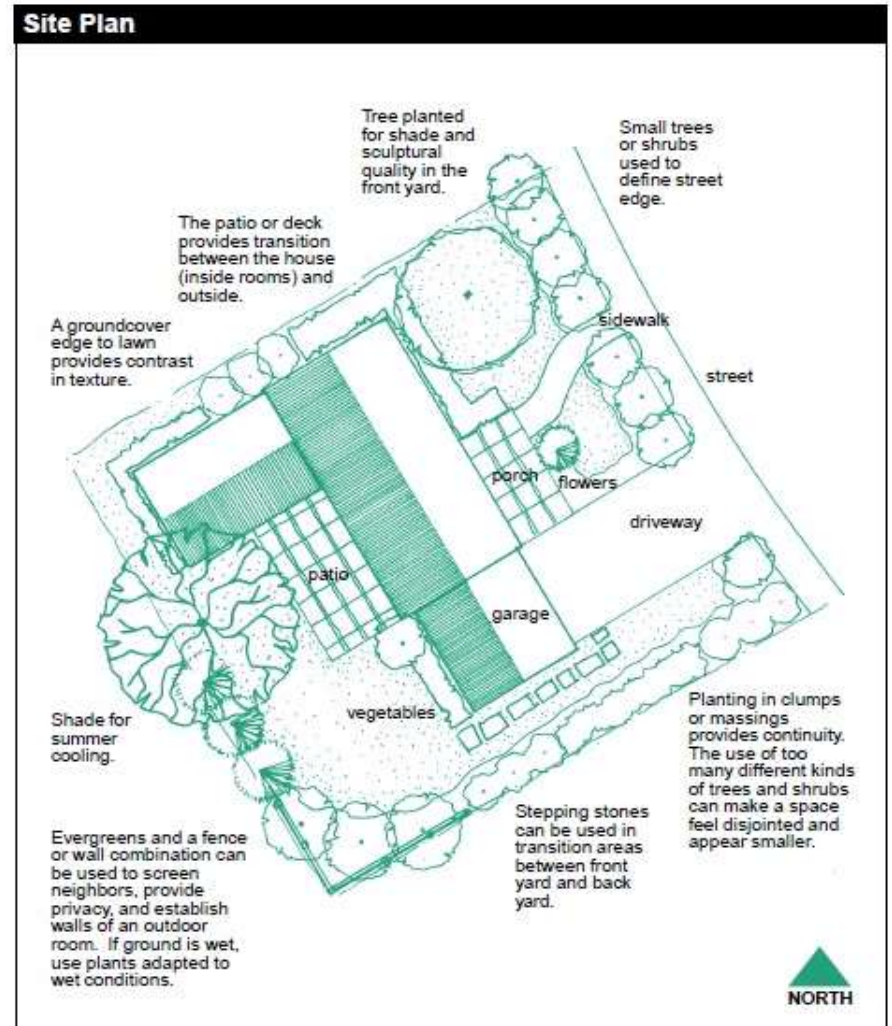 Site Plan
Tree planted
for shade and
sculptural
quality in the
front yard.
Small trees
or shrubs
used to
define street
edge.
The patio or deck
provides transition
between the house
(inside rooms) and
outside.
A groundcover
edge to lawn
provides contrast
in texture.
sidewalk
street
porch
flowers
driveway
patio
garage
vegetables
Shade for
summer
cooling.
Planting in clumps
or massings
provides continuity.
The use of too
many different kinds
of trees and shrubs
can make a space
feel disjointed and
appear smaller.
Stepping stones
can be used in
transition areas
between front
yard and back
yard.
Evergreens and a fence
or wall combination can
be used to screen
neighbors, provide
privacy, and establish
walls of an outdoor
room. If ground is wet,
use plants adapted to
wet conditions.
NORTH